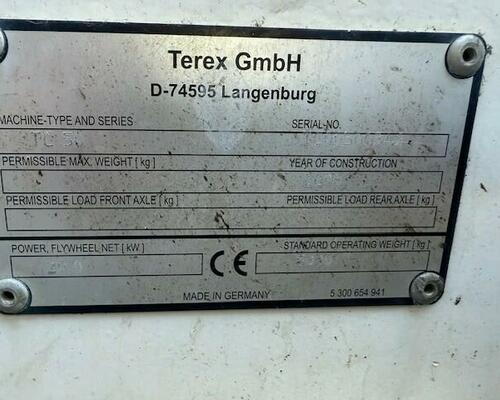 Terex GmbH
D-74595 Langenburg
MACHINE-TYPE AND SERIES SERIAL-NO.
PERMISSIBLE MAX. WEIGHT [ kg ] YEAR OF CONSTRUCTION
PERMISSIBLE LOAD FRONT AXLE [ kg ] PERMISSIBLE LOAD REAR AXLE [ kg ]
POWER, FLYWHEEL NET [ kW ] STANDARD OPERATING WEIGHT [ kg ]
CE
MADE IN GERMANY 5 300 654 941